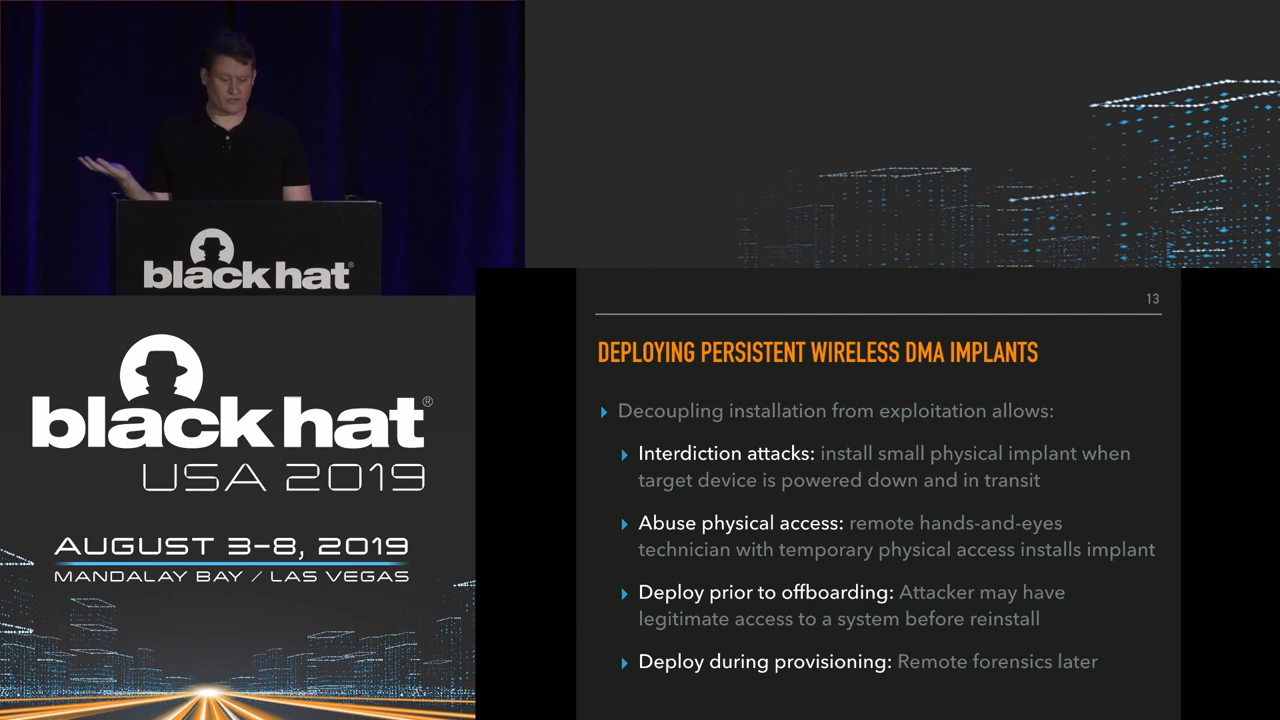 black hat®
black hat®
USA 2019
AUGUST 3-8, 2019
MANDALAY BAY / LAS VEGAS
13
DEPLOYING PERSISTENT WIRELESS DMA IMPLANTS
Decoupling installation from exploitation allows:
Interdiction attacks: install small physical implant when
target device is powered down and in transit
Abuse physical access: remote hands-and-eyes
technician with temporary physical access installs implant
Deploy prior to offboarding: Attacker may have
legitimate access to a system before reinstall
Deploy during provisioning: Remote forensics later